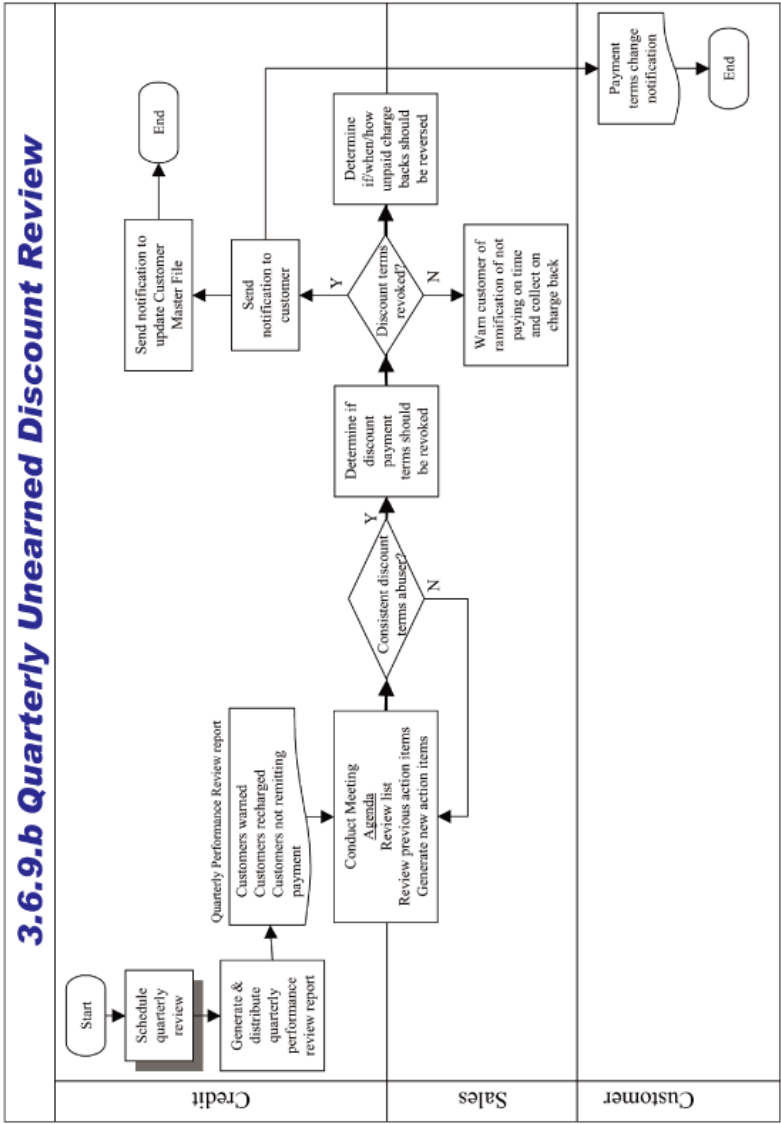 3.6.9.b Quarterly Unearned Discount Review
Credit
Sales
Customer
Start
Schedule
quarterly
review
Generate &
distribute
quarterly
performance
review report
Quarterly Performance Review report
Customers warned
Customers recharged
Customers not remitting
payment
Conduct Meeting
Agenda
Review list
Review previous action items
Generate new action items
Consistent discount
terms abuser?
Y
N
Determine if
discount
payment
terms should
be revoked
Discount terms
revoked?
Y
N
Send
notification to
customer
Send notification to
update Customer
Master File
End
Determine
if/when/how
unpaid charge
backs should
be reversed
Warn customer of
ramification of not
paying on time
and collect on
charge back
Payment
terms change
notification
End